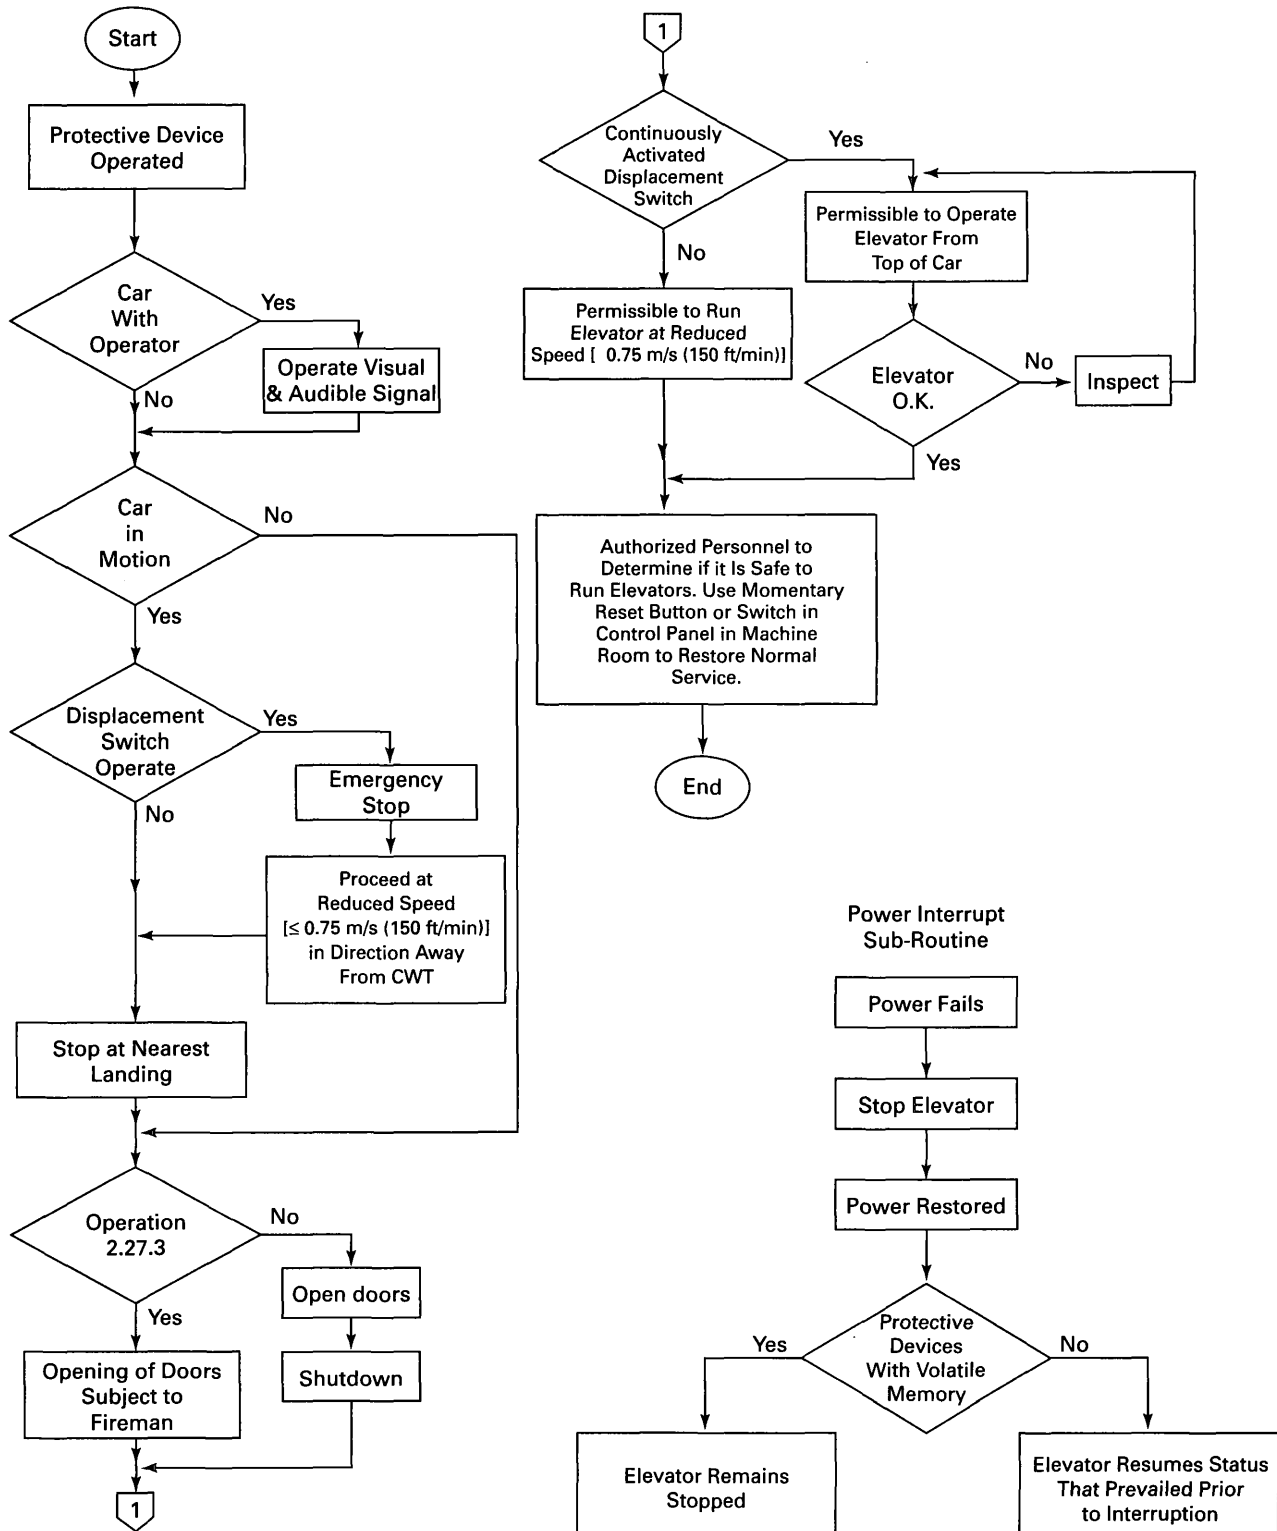 Start
Protective Device
Operated
Car
With
Operator
Yes
Operate Visual
& Audible Signal
No
Car
in
Motion
No
Yes
Displacement
Switch
Operate
Yes
Emergency
Stop
No
Proceed at
Reduced Speed
[≤ 0.75 m/s (150 ft/min)]
in Direction Away
From CWT
Stop at Nearest
Landing
Operation
2.27.3
No
Open doors
Yes
Shutdown
Opening of Doors
Subject to
Fireman
1
1
Continuously
Activated
Displacement
Switch
Yes
Permissible to Operate
Elevator From
Top of Car
No
Permissible to Run
Elevator at Reduced
Speed [ 0.75 m/s (150 ft/min)]
Elevator
O.K.
No
Inspect
Yes
Authorized Personnel to
Determine if it Is Safe to
Run Elevators. Use Momentary
Reset Button or Switch in
Control Panel in Machine
Room to Restore Normal
Service.
End
Power Interrupt
Sub-Routine
Power Fails
Stop Elevator
Power Restored
Protective
Devices
With Volatile
Memory
Yes
No
Elevator Remains
Stopped
Elevator Resumes Status
That Prevailed Prior
to Interruption